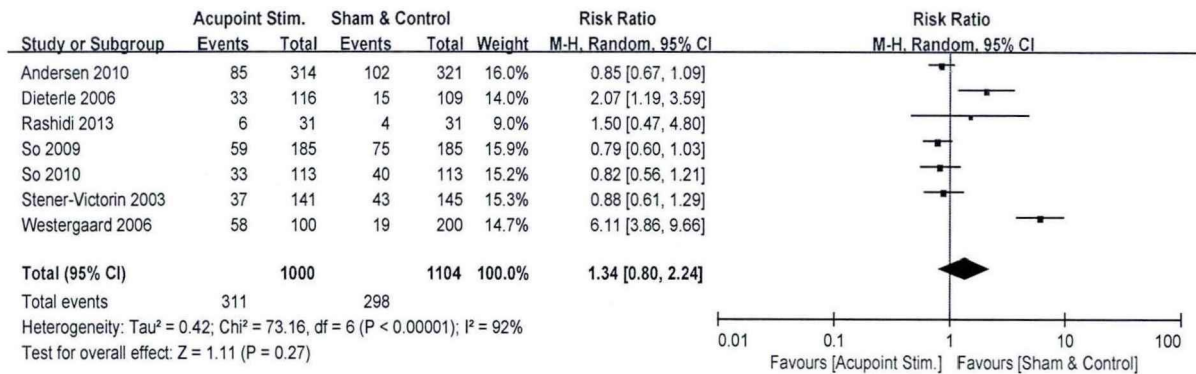 Acupoint Stim. Sham & Control Risk Ratio Risk Ratio
Study or Subgroup Events Total Events Total Weight M-H, Random, 95% CI M-H, Random, 95% CI
Andersen 2010 85 314 102 321 16.0% 0.85 [0.67, 1.09]
Dieterle 2006 33 116 15 109 14.0% 2.07 [1.19, 3.59]
Rashidi 2013 6 31 4 31 9.0% 1.50 [0.47, 4.80]
So 2009 59 185 75 185 15.9% 0.79 [0.60, 1.03]
So 2010 33 113 40 113 15.2% 0.82 [0.56, 1.21]
Stener-Victorin 2003 37 141 43 145 15.3% 0.88 [0.61, 1.29]
Westergaard 2006 58 100 19 200 14.7% 6.11 [3.86, 9.66]
Total (95% CI) 1000 1104 100.0% 1.34 [0.80, 2.24]
Total events 311 298
Heterogeneity: Tau² = 0.42; Chi² = 73.16, df = 6 (P < 0.00001); I² = 92%
Test for overall effect: Z = 1.11 (P = 0.27)
0.01 0.1 1 10 100
Favours [Acupoint Stim.] Favours [Sham & Control]